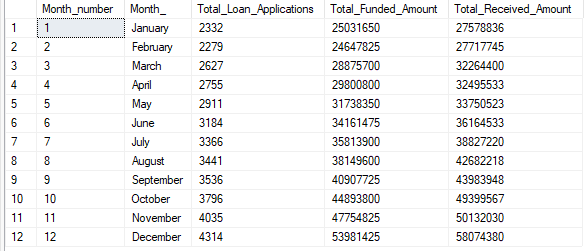 Month_number Month_ Total_Loan_Applications Total_Funded_Amount Total_Received_Amount
1 1 January 2332 25031650 27578836
2 2 February 2279 24647825 27717745
3 3 March 2627 28875700 32264400
4 4 April 2755 29800800 32495533
5 5 May 2911 31738350 33750523
6 6 June 3184 34161475 36164533
7 7 July 3366 35813900 38827220
8 8 August 3441 38149600 42682218
9 9 September 3536 40907725 43983948
10 10 October 3796 44893800 49399567
11 11 November 4035 47754825 50132030
12 12 December 4314 53981425 58074380